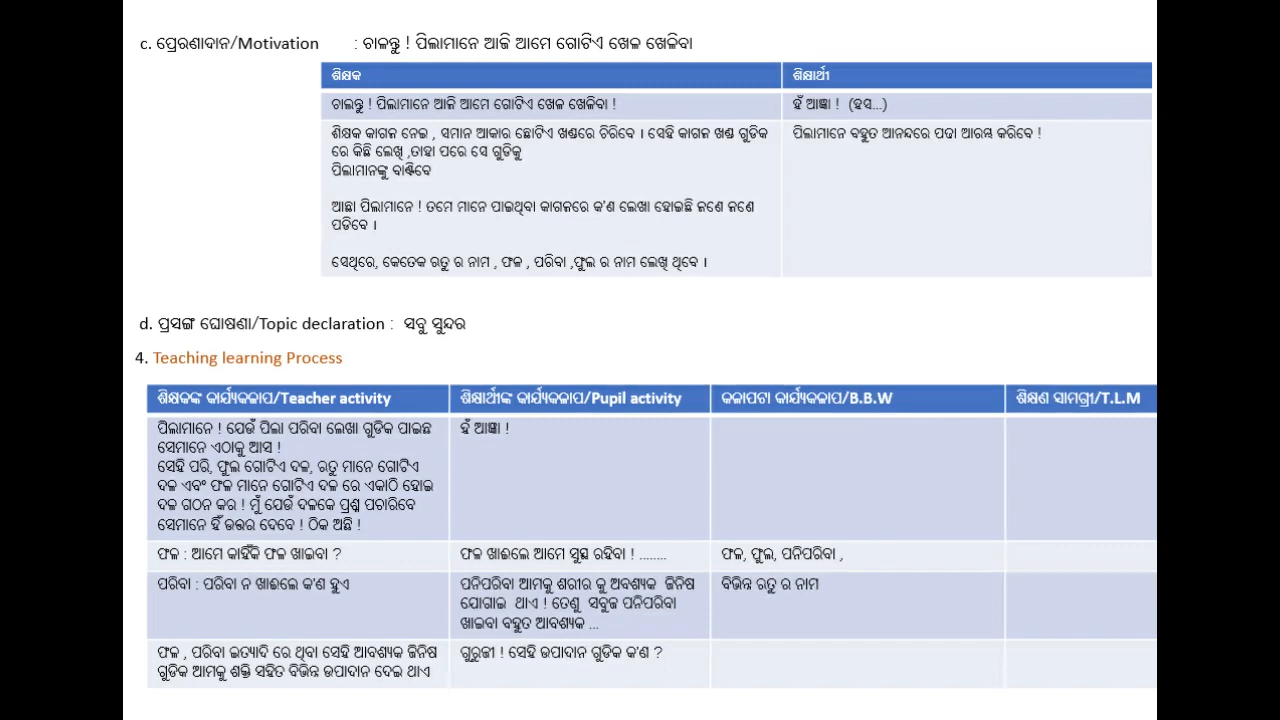 c. ପ୍ରେରଣାଦାନ/Motivation : ଚାଳନ୍ତୁ ! ପିଲାମାନେ ଆଜି ଆମେ ଗୋଟିଏ ଖେଳ ଖେଳିବା
ଶିକ୍ଷକ ଶିକ୍ଷାର୍ଥୀ
ଚାଲନ୍ତୁ ! ପିଲାମାନେ ଆଜି ଆମେ ଗୋଟିଏ ଖେଳ ଖେଳିବା ! ହଁ ଆଜ୍ଞା ! (ହସ...)
ଶିକ୍ଷକ କାଗଜ ନେଇ , ସମାନ ଆକାର ଛୋଟିଏ ଖଣ୍ଡରେ ଚିରିବେ । ସେହି କାଗଜ ଖଣ୍ଡ ଗୁଡିକ ପିଲାମାନେ ବହୁତ ଆନନ୍ଦରେ ପଢା ଆରମ୍ଭ କରିବେ !
ରେ କିଛି ଲେଖି ,ତାହା ପରେ ସେ ଗୁଡିକୁ
ପିଲାମାନଙ୍କୁ ବାଣ୍ଟିବେ
ଆଛା ପିଲାମାନେ ! ତମେ ମାନେ ପାଇଥିବା କାଗଜରେ କ'ଣ ଲେଖା ହୋଇଛି ଜଣେ ଜଣେ
ପଡିବେ ।
ସେଥିରେ, କେତେକ ଋତୁ ର ନାମ , ଫଳ , ପରିବା ,ଫୁଲ ର ନାମ ଲେଖି ଥିବେ ।
d. ପ୍ରସଙ୍ଗ ଘୋଷଣା/Topic declaration : ସବୁ ସୁନ୍ଦର
4. Teaching learning Process
ଶିକ୍ଷକଙ୍କ କାର୍ଯ୍ୟକଳାପ/Teacher activity ଶିକ୍ଷାର୍ଥୀଙ୍କ କାର୍ଯ୍ୟକଳାପ/Pupil activity କଳାପଟା କାର୍ଯ୍ୟକଳାପ/B.B.W ଶିକ୍ଷଣ ସାମଗ୍ରୀ/T.L.M
ପିଲାମାନେ ! ଯେଉଁ ପିଲା ପରିବା ଲେଖା ଗୁଡିକ ପାଇଛ ହଁ ଆଜ୍ଞା !
ସେମାନେ ଏଠାକୁ ଆସ !
ସେହି ପରି, ଫୁଲ ଗୋଟିଏ ଦଳ, ଋତୁ ମାନେ ଗୋଟିଏ
ଦଳ ଏବଂ ଫଳ ମାନେ ଗୋଟିଏ ଦଳ ରେ ଏକାଠି ହୋଇ
ଦଳ ଗଠନ କର ! ମୁଁ ଯେଉଁ ଦଳକେ ପ୍ରଶ୍ନ ପଚାରିବେ
ସେମାନେ ହିଁ ଉତ୍ତର ଦେବେ ! ଠିକ ଅଛି !
ଫଳ : ଆମେ କାହିଁକି ଫଳ ଖାଇବା ? ଫଳ ଖାଈଲେ ଆମେ ସୁସ୍ଥ ରହିବା ! ........ ଫଳ, ଫୁଲ, ପନିପରିବା ,
ପରିବା : ପରିବା ନ ଖାଈଲେ କ'ଣ ହୁଏ ପନିପରିବା ଆମକୁ ଶରୀର କୁ ଅବଶ୍ୟକ ଜିନିଷ ବିଭିନ୍ନ ଋତୁ ର ନାମ
ଯୋଗାଇ ଥାଏ ! ତେଣୁ ସବୁଜ ପନିପରିବା
ଖାଇବା ବହୁତ ଆବଶ୍ୟକ ...
ଫଳ , ପରିବା ଇତ୍ୟାଦି ରେ ଥିବା ସେହି ଆବଶ୍ୟକ ଜିନିଷ ଗୁରୁଜୀ ! ସେହି ଉପାଦାନ ଗୁଡିକ କ'ଣ ?
ଗୁଡିକ ଆମକୁ ଶକ୍ତି ସହିତ ବିଭିନ୍ନ ଉପାଦାନ ଦେଇ ଥାଏ